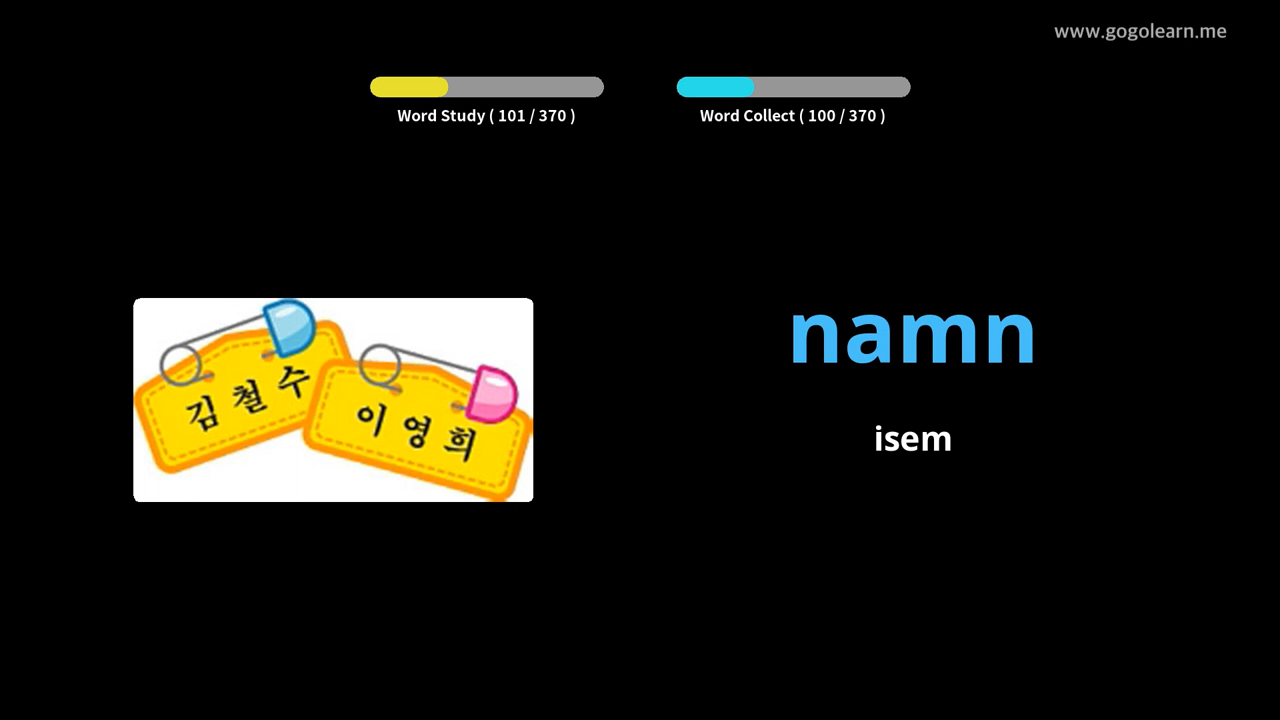 www.gogolearn.me
Word Study ( 101 / 370 )
Word Collect ( 100 / 370 )
김철수
이영희
namn
isem